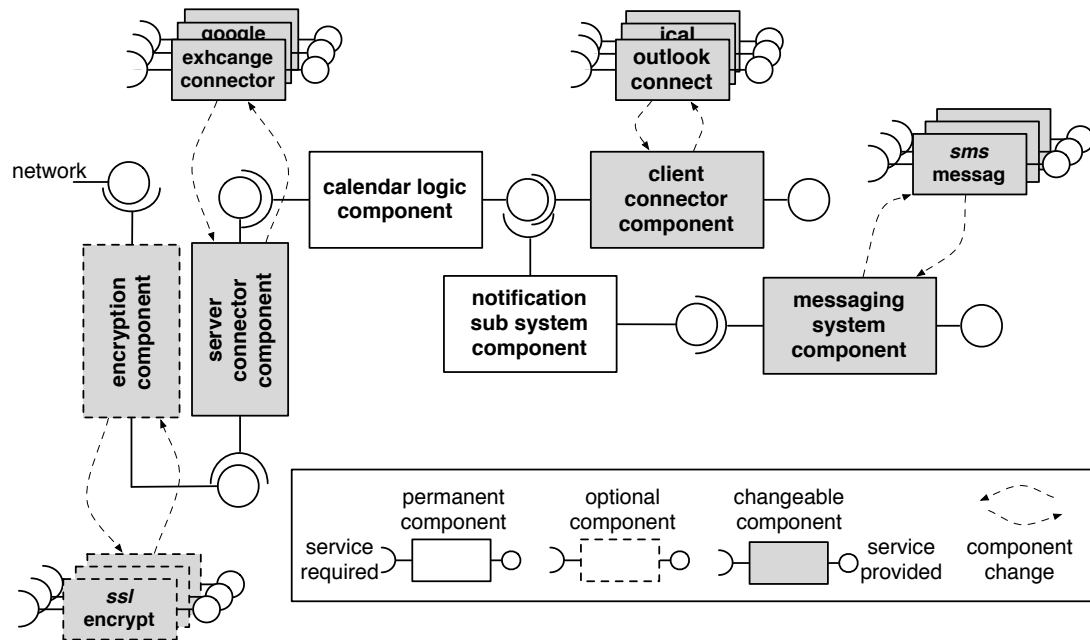 google
exhcange
connector
ical
outlook
connect
sms
messag
network
calendar logic
component
client
connector
component
encryption
component
server
connector
component
notification
sub system
component
messaging
system
component
ssl
encrypt
permanent
component
optional
component
changeable
component
service
required
service
provided
component
change